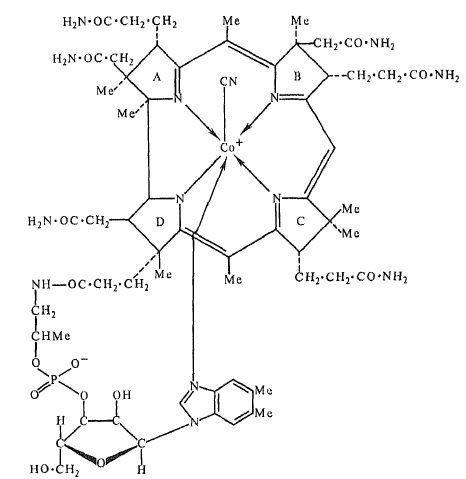 H₂N•OC•CH₂•CH₂ Me Me
CH₂•CO•NH₂
H₂N•OC•CH₂ A B
CH₂•CH₂•CO•NH₂
Me N CN N
Me
Co⁺
N N
H₂N•OC•CH₂ D C Me
Me
Me Me
NH—OC•CH₂•CH₂ CH₂•CH₂•CO•NH₂
CH₂
CHMe
O O⁻
P
O O OH N Me
Me
H N
O
HO•CH₂ H